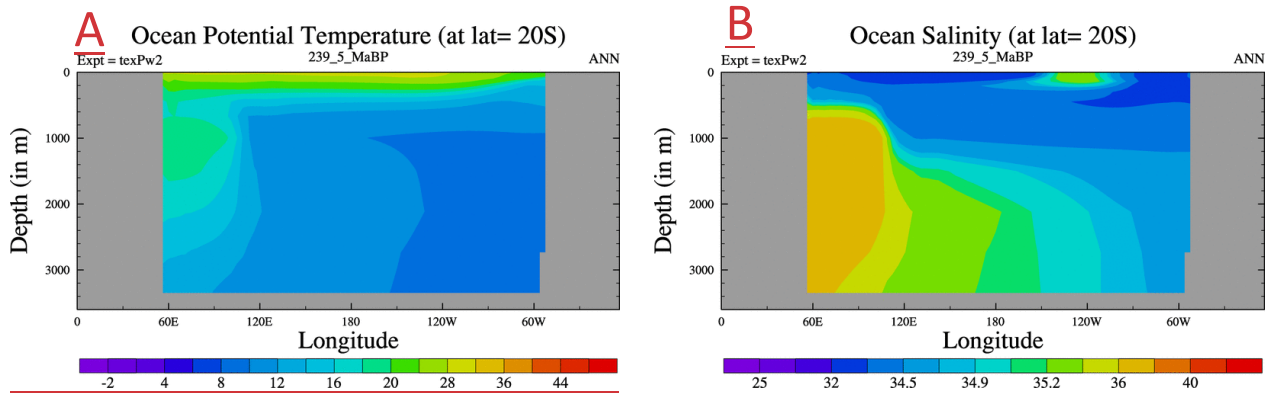 A
Ocean Potential Temperature (at lat= 20S)
Expt = texPw2 239_5_MaBP ANN
0
1000
2000
3000
Depth (in m)
0 60E 120E 180 120W 60W
Longitude
-2 4 8 12 16 20 28 36 44
B
Ocean Salinity (at lat= 20S)
Expt = texPw2 239_5_MaBP ANN
0
1000
2000
3000
Depth (in m)
0 60E 120E 180 120W 60W
Longitude
25 32 34.5 34.9 35.2 36 40